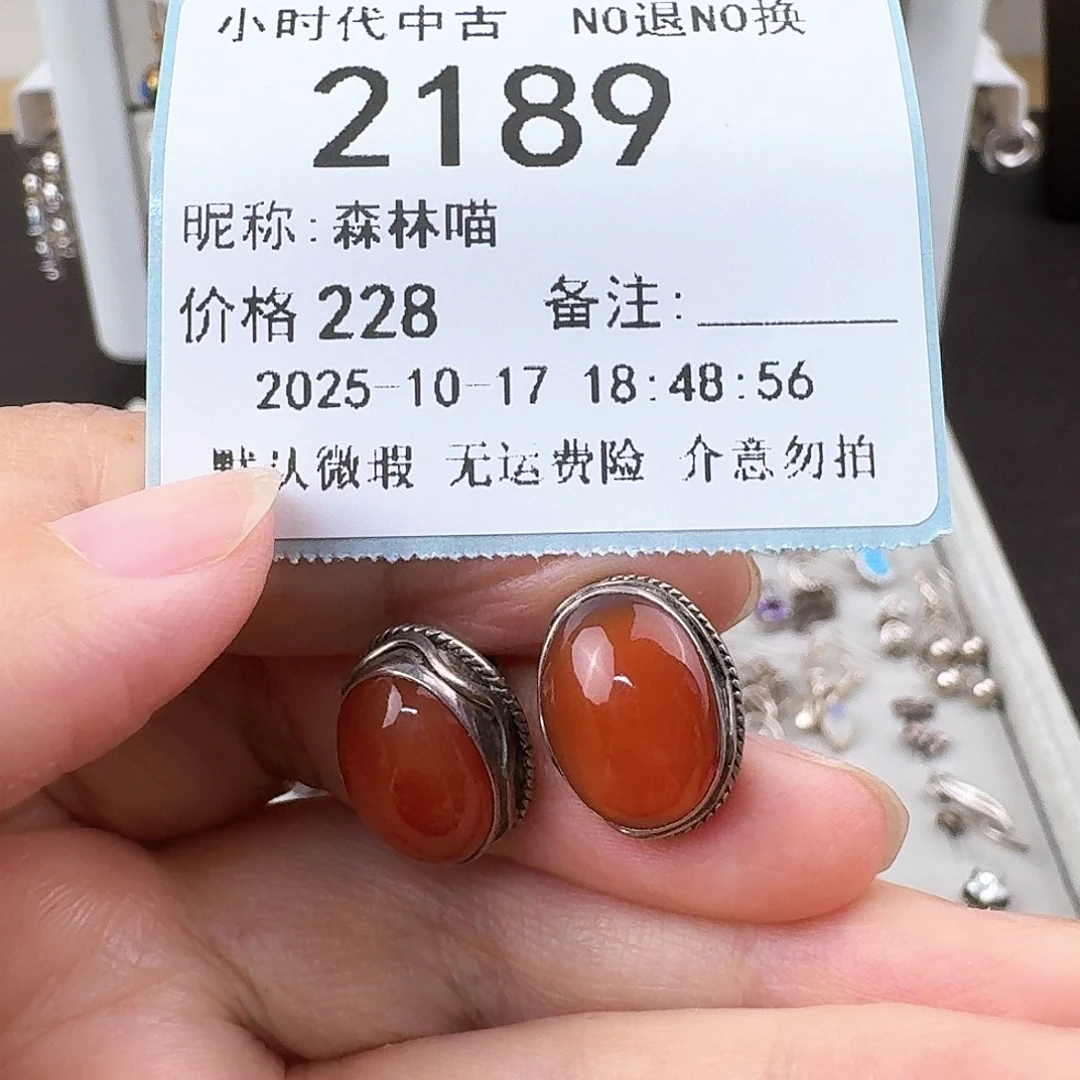 小时代中古 NO退NO换
2189
昵称:森林喵
价格 228 备注:
2025-10-17 18:48:56
默认微瑕 无运费险 介意勿拍